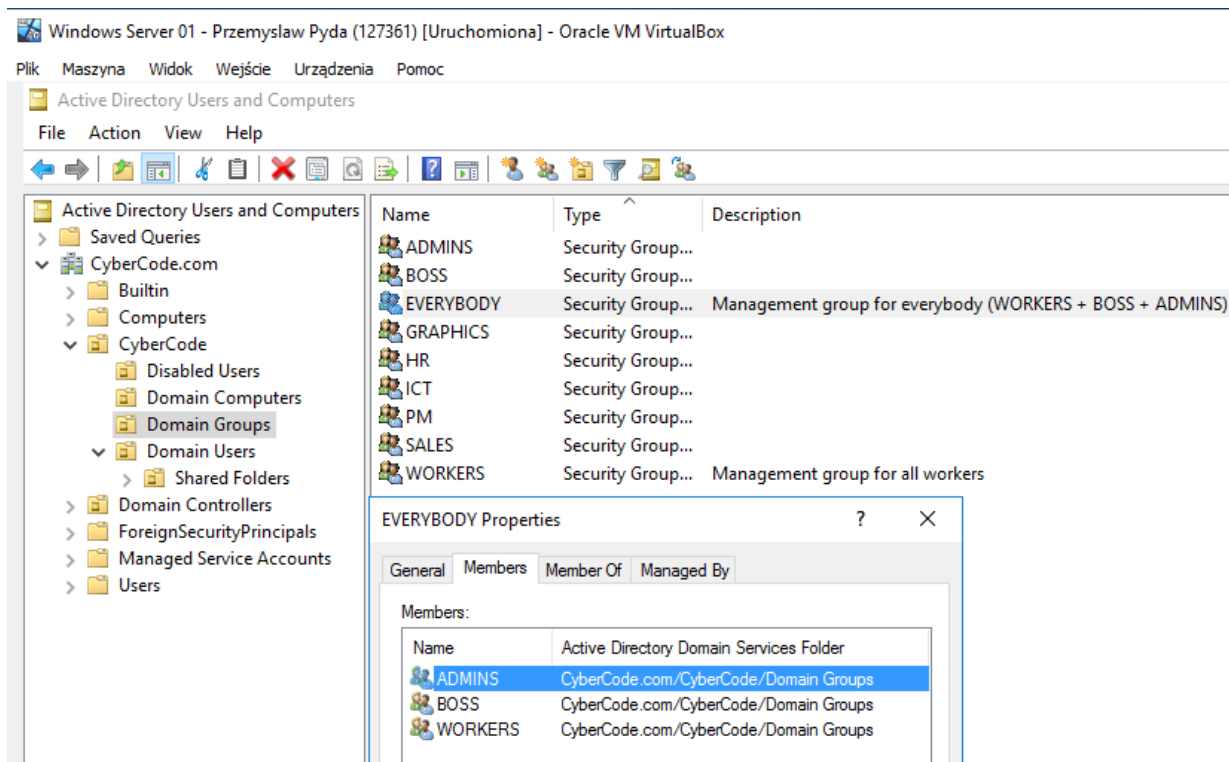 Windows Server 01 - Przemyslaw Pyda (127361) [Uruchomiona] - Oracle VM VirtualBox
Plik Maszyna Widok Wejście Urządzenia Pomoc
Active Directory Users and Computers
File Action View Help
Active Directory Users and Computers
Saved Queries
CyberCode.com
Builtin
Computers
CyberCode
Disabled Users
Domain Computers
Domain Groups
Domain Users
Shared Folders
Domain Controllers
ForeignSecurityPrincipals
Managed Service Accounts
Users
Name Type Description
ADMINS Security Group...
BOSS Security Group...
EVERYBODY Security Group... Management group for everybody (WORKERS + BOSS + ADMINS)
GRAPHICS Security Group...
HR Security Group...
ICT Security Group...
PM Security Group...
SALES Security Group...
WORKERS Security Group... Management group for all workers
EVERYBODY Properties ?
General Members Member Of Managed By
Members:
Name Active Directory Domain Services Folder
ADMINS CyberCode.com/CyberCode/Domain Groups
BOSS CyberCode.com/CyberCode/Domain Groups
WORKERS CyberCode.com/CyberCode/Domain Groups